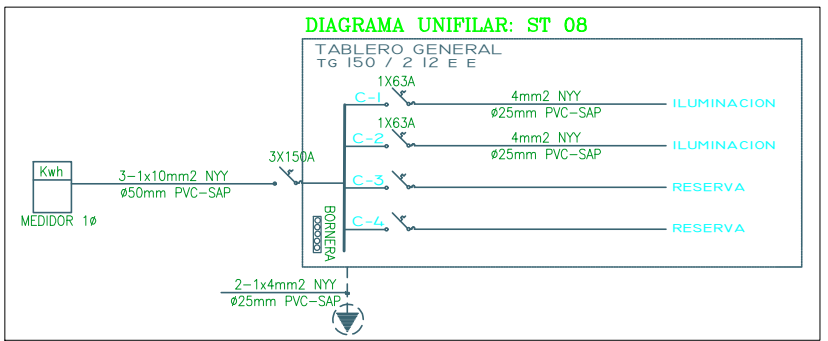 DIAGRAMA UNIFILAR: ST 08
TABLERO GENERAL
TG 150 / 2 12 E E
1X63A
C-1
4mm2 NYY
ø25mm PVC-SAP
ILUMINACION
1X63A
C-2
4mm2 NYY
ø25mm PVC-SAP
ILUMINACION
3X150A
Kwh
3-1x10mm2 NYY
ø50mm PVC-SAP
MEDIDOR 1ø
C-3
RESERVA
C-4
RESERVA
BORNERA
2-1x4mm2 NYY
ø25mm PVC-SAP